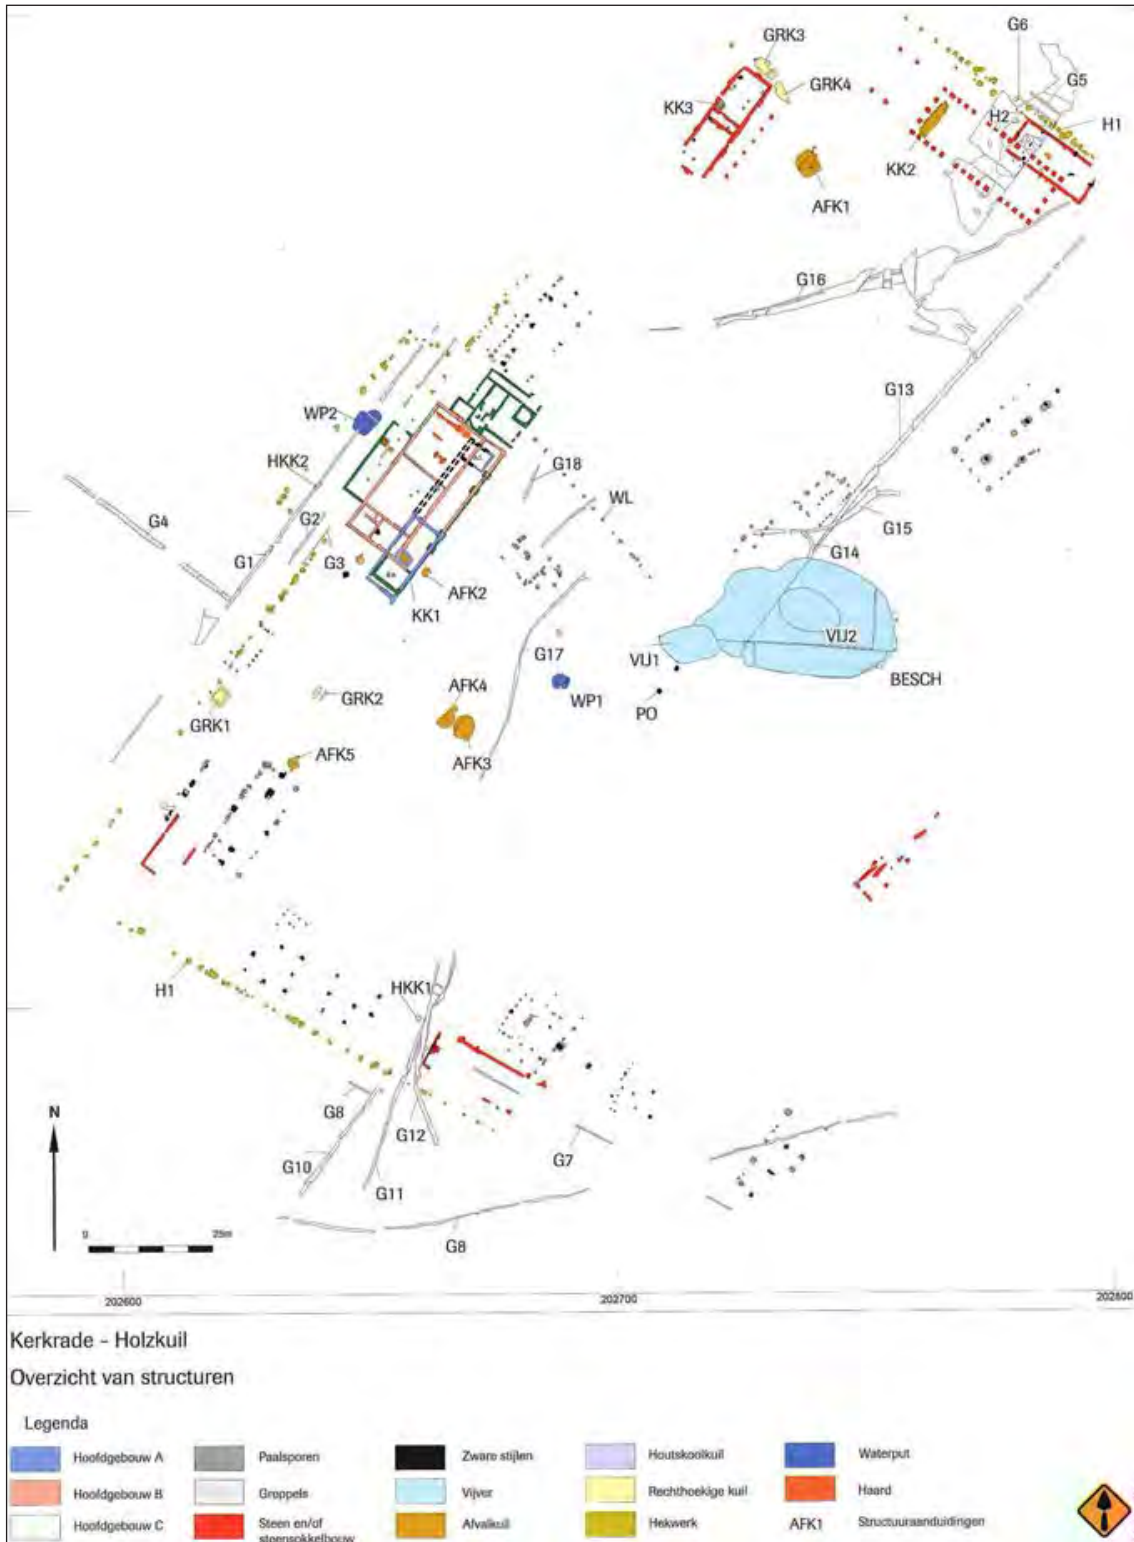 G6
GRK3
G5
GRK4
KK3
H2
H1
KK2
AFK1
G16
G13
WP2
HKK2
G18
WL
G4
G2
G15
G1
G3
G14
AFK2
KK1
VIJ2
G17
VIJ1
BESCH
AFK4
GRK2
WP1
PO
GRK1
AFK5
AFK3
H1
HKK1
N
G8
G12
G7
G10
G11
0 25m
G8
202600 202700 202800
Kerkrade - Holzkuil
Overzicht van structuren
Legenda
Hoofdgebouw A Paalsporen Zware stijlen Houtskoolkuil Waterput
Hoofdgebouw B Greppels Vijver Rechthoekige kuil Haard
Hoofdgebouw C Steen en/of Afvalkuil Hekwerk AFK1 Structuuraanduidingen
steensokkelbouw